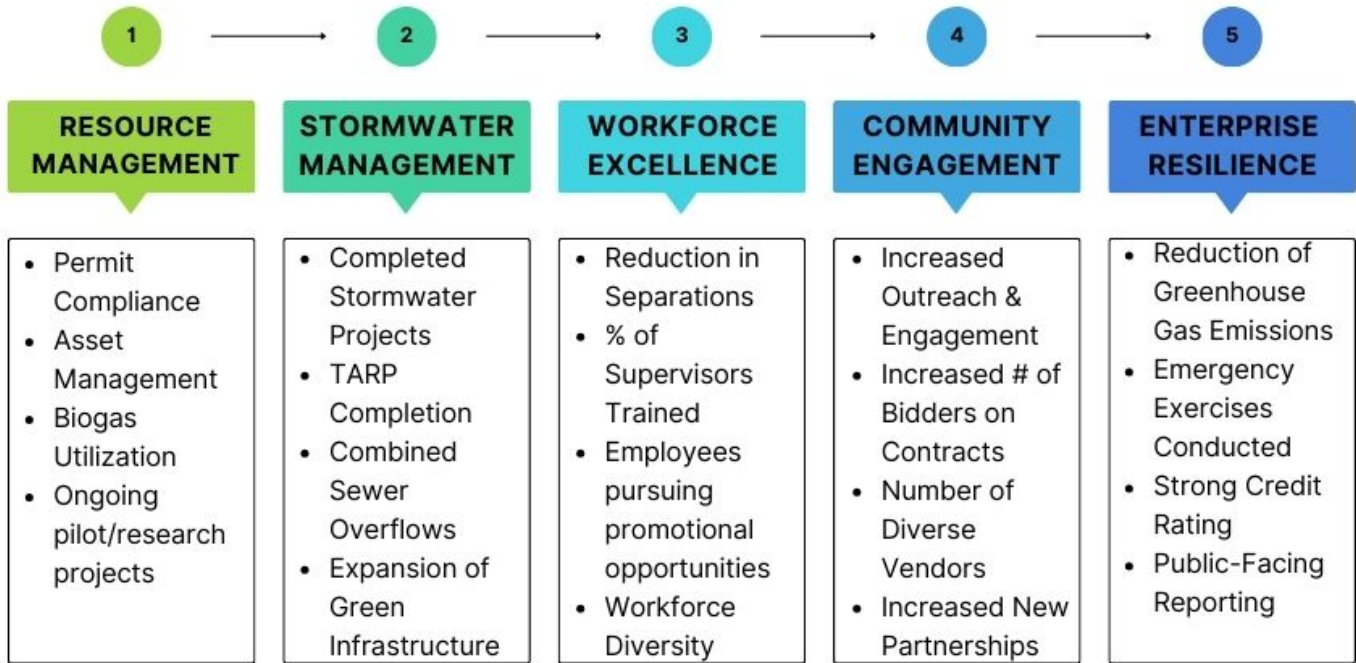 1
2
3
4
5
RESOURCE
MANAGEMENT
• Permit
Compliance
• Asset
Management
• Biogas
Utilization
• Ongoing
pilot/research
projects
STORMWATER
MANAGEMENT
• Completed
Stormwater
Projects
• TARP
Completion
• Combined
Sewer
Overflows
• Expansion of
Green
Infrastructure
WORKFORCE
EXCELLENCE
• Reduction in
Separations
• % of
Supervisors
Trained
• Employees
pursuing
promotional
opportunities
• Workforce
Diversity
COMMUNITY
ENGAGEMENT
• Increased
Outreach &
Engagement
• Increased # of
Bidders on
Contracts
• Number of
Diverse
Vendors
• Increased New
Partnerships
ENTERPRISE
RESILIENCE
• Reduction of
Greenhouse
Gas Emissions
• Emergency
Exercises
Conducted
• Strong Credit
Rating
• Public-Facing
Reporting